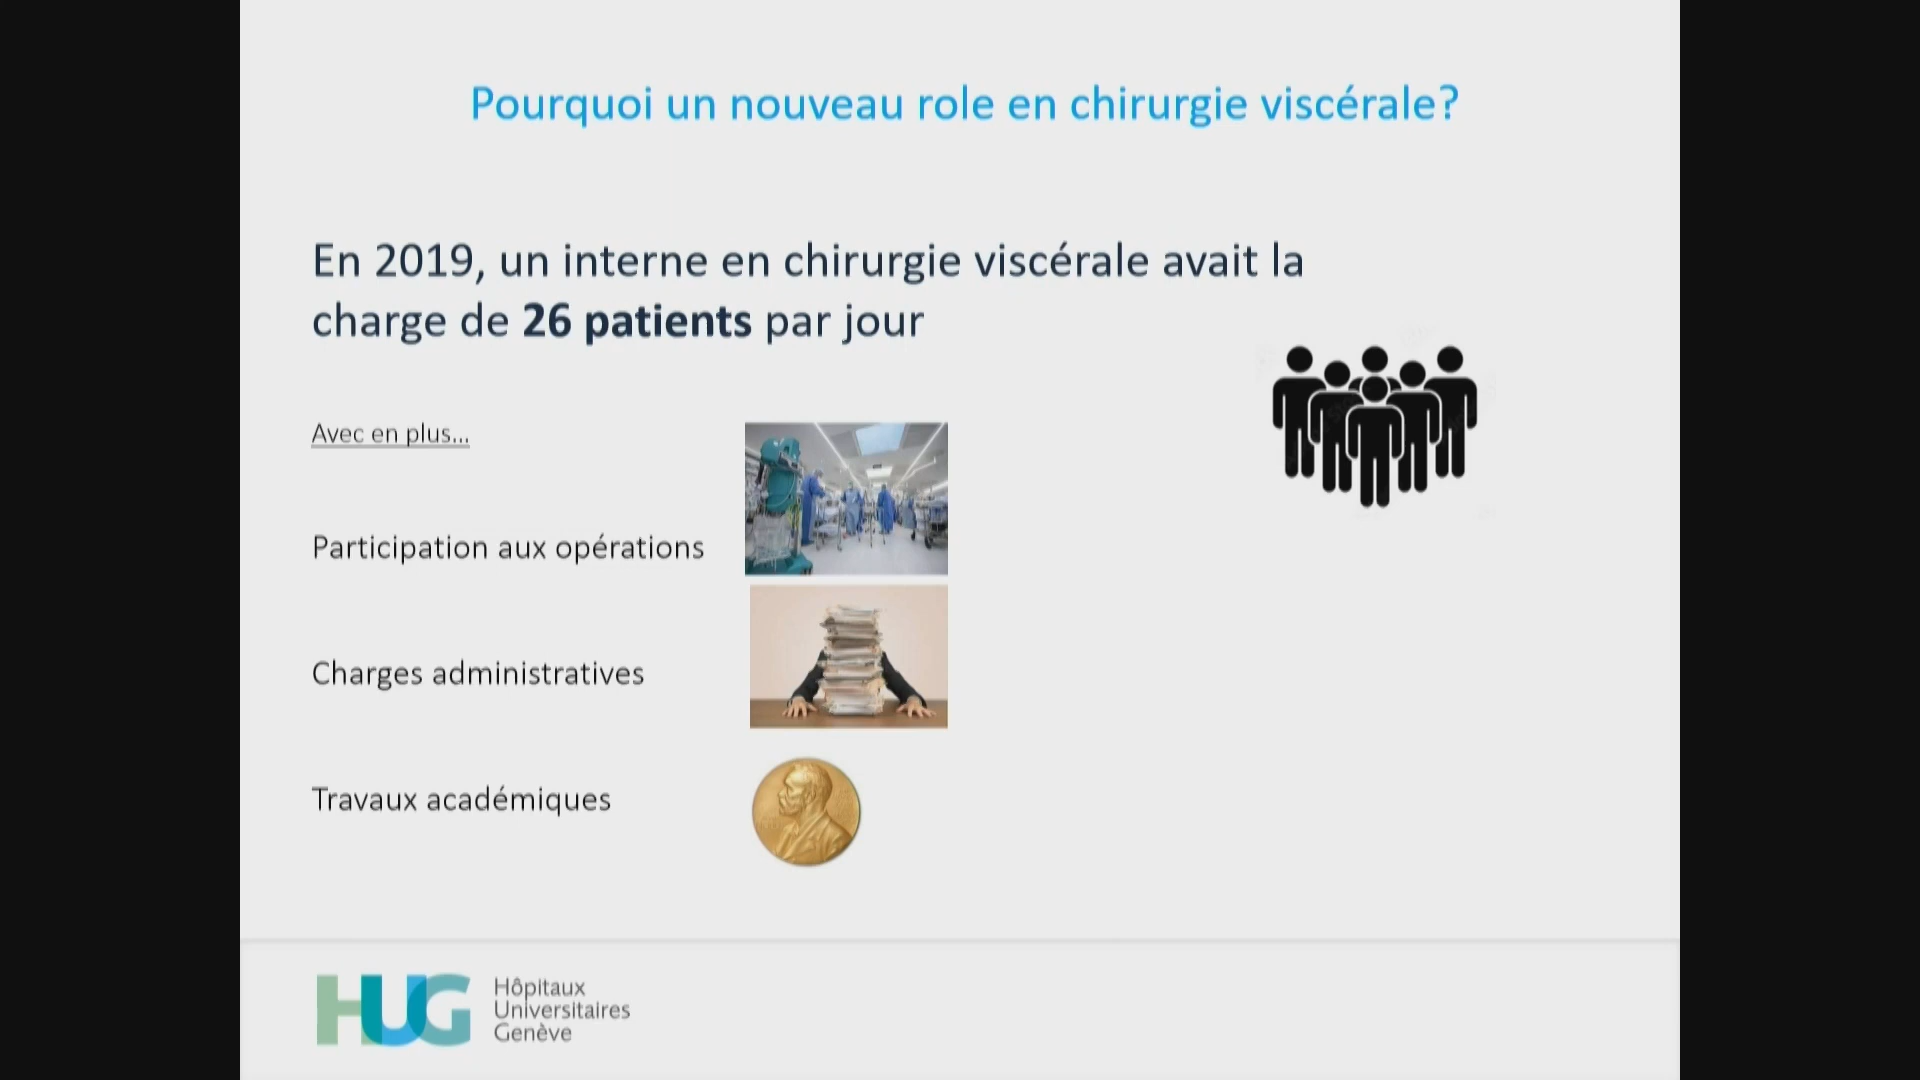 Pourquoi un nouveau role en chirurgie viscérale?
En 2019, un interne en chirurgie viscérale avait la
charge de 26 patients par jour
Avec en plus...
Participation aux opérations
Charges administratives
Travaux académiques
HUG
Hôpitaux
Universitaires
Genève